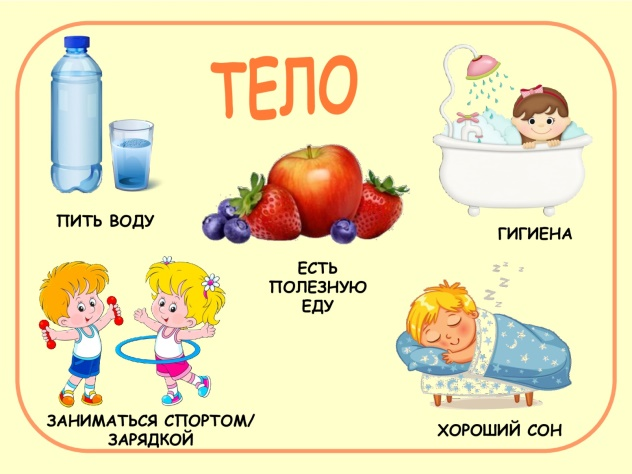 ТЕЛО
ПИТЬ ВОДУ
ГИГИЕНА
ЕСТЬ
ПОЛЕЗНУЮ
ЕДУ
ЗАНИМАТЬСЯ СПОРТОМ/
ЗАРЯДКОЙ
ХОРОШИЙ СОН